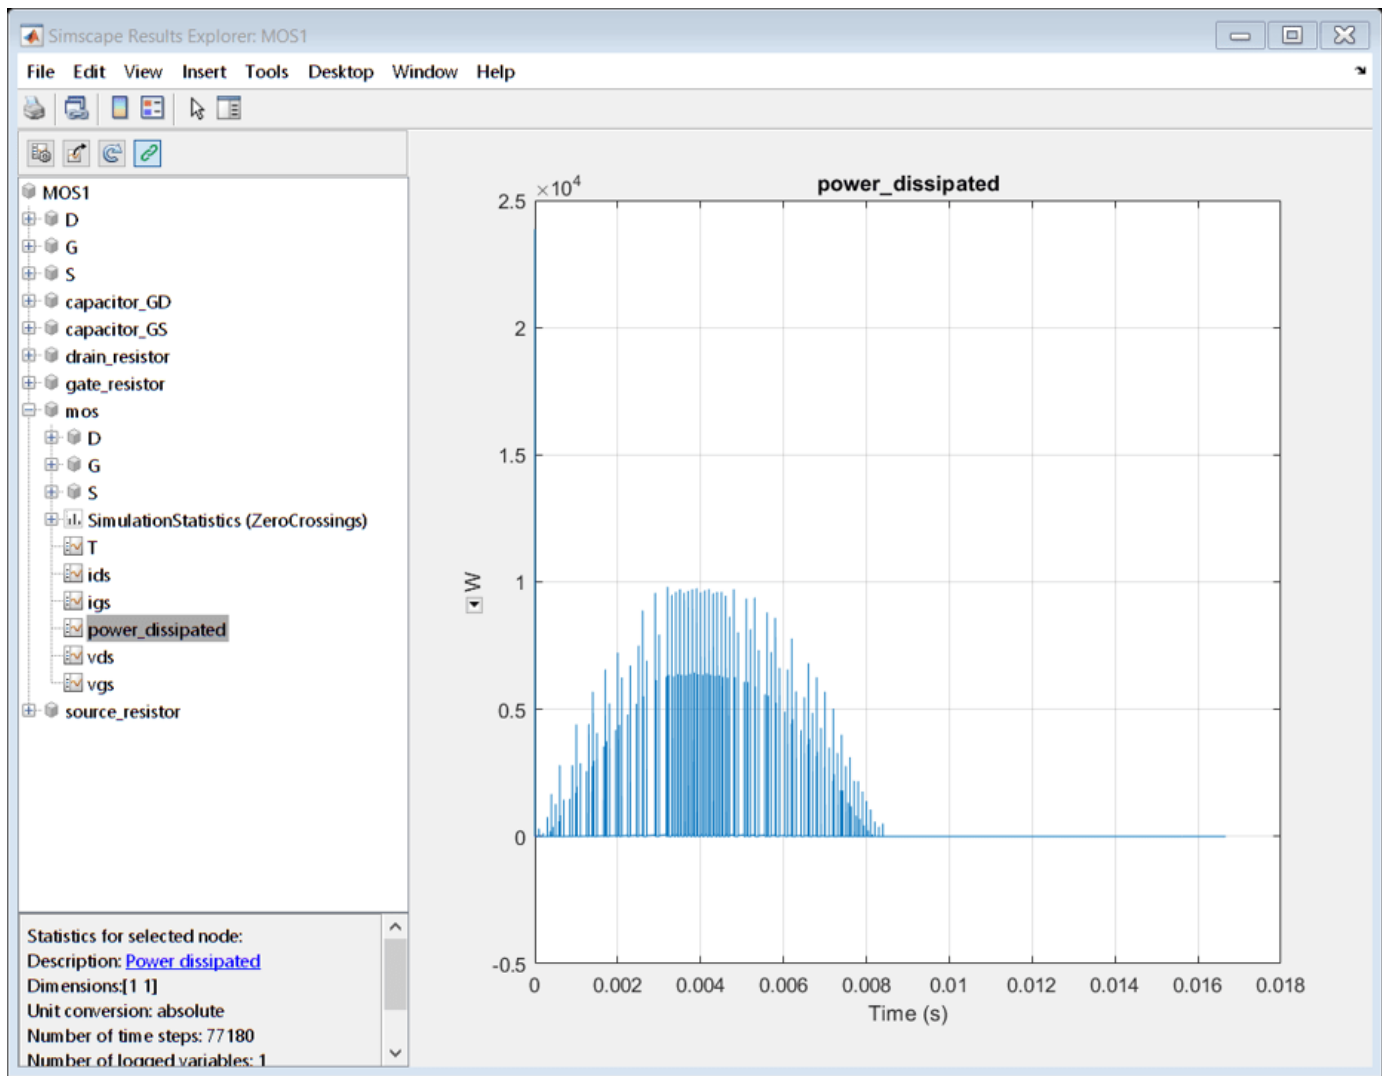 Simscape Results Explorer: MOS1
File Edit View Insert Tools Desktop Window Help
MOS1
D
G
S
capacitor_GD
capacitor_GS
drain_resistor
gate_resistor
mos
D
G
S
SimulationStatistics (ZeroCrossings)
T
ids
igs
power_dissipated
vds
vgs
source_resistor
Statistics for selected node:
Description: Power dissipated
Dimensions:[1 1]
Unit conversion: absolute
Number of time steps: 77180
Number of logged variables: 1
power_dissipated
×10⁴
2.5
2
1.5
1
0.5
0
-0.5
W
0 0.002 0.004 0.006 0.008 0.01 0.012 0.014 0.016 0.018
Time (s)